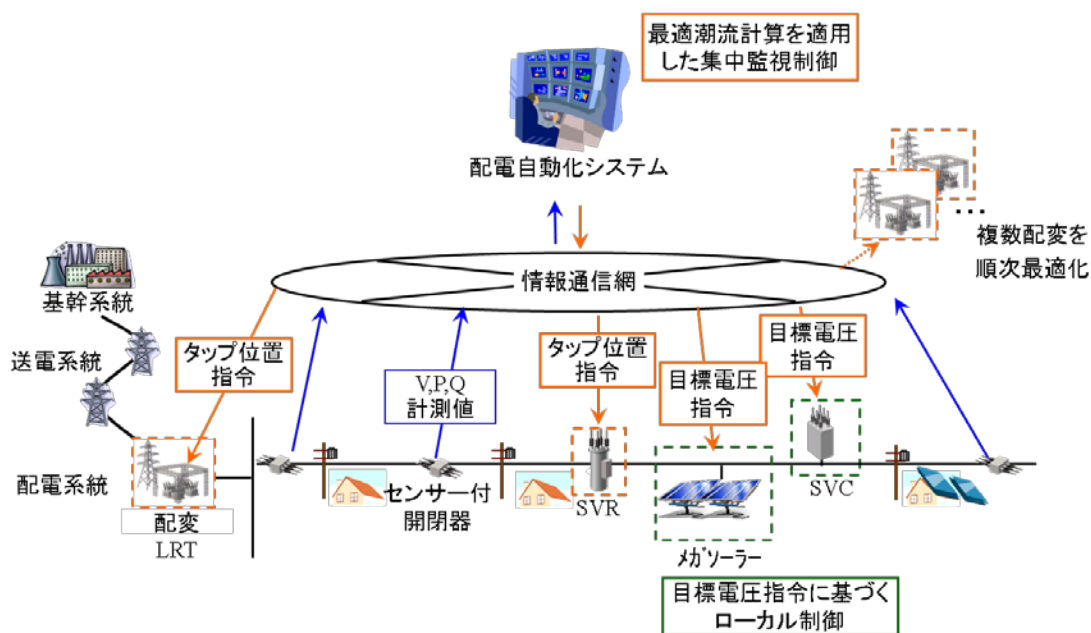 最適潮流計算を適用
した集中監視制御
配電自動化システム
…
複数配変を
順次最適化
情報通信網
基幹系統
送電系統
タップ位置
指令
V,P,Q
計測値
タップ位置
指令
目標電圧
指令
目標電圧
指令
配電系統
配変
LRT
センサー付
開閉器
SVR
メガソーラー
SVC
目標電圧指令に基づく
ローカル制御